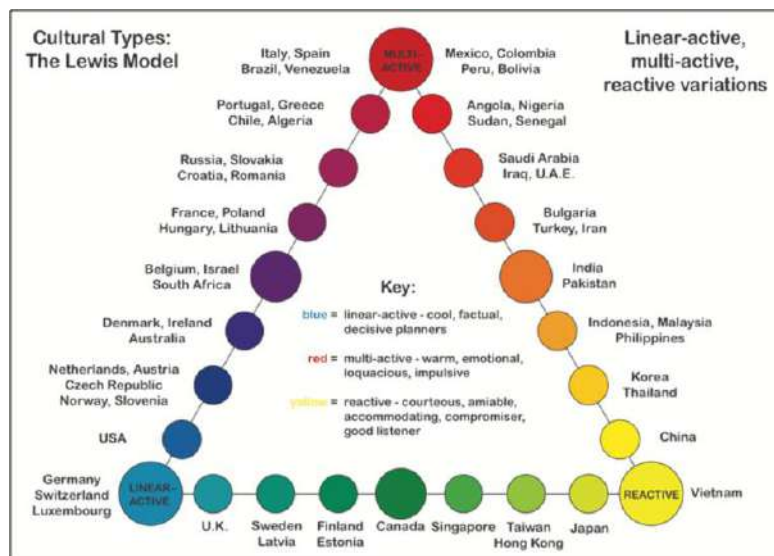 Cultural Types:
The Lewis Model
Linear-active,
multi-active,
reactive variations
MULTI-
ACTIVE
Italy, Spain
Brazil, Venezuela
Mexico, Colombia
Peru, Bolivia
Portugal, Greece
Chile, Algeria
Angola, Nigeria
Sudan, Senegal
Russia, Slovakia
Croatia, Romania
Saudi Arabia
Iraq, U.A.E.
France, Poland
Hungary, Lithuania
Bulgaria
Turkey, Iran
Belgium, Israel
South Africa
India
Pakistan
Denmark, Ireland
Australia
Indonesia, Malaysia
Philippines
Netherlands, Austria
Czech Republic
Norway, Slovenia
Korea
Thailand
USA
China
Key:
blue = linear-active - cool, factual,
decisive planners
red = multi-active - warm, emotional,
loquacious, impulsive
yellow = reactive - courteous, amiable,
accommodating, compromiser,
good listener
Germany
Switzerland
Luxembourg
LINEAR-
ACTIVE
U.K.
Sweden
Latvia
Finland
Estonia
Canada
Singapore
Taiwan
Hong Kong
Japan
REACTIVE
Vietnam